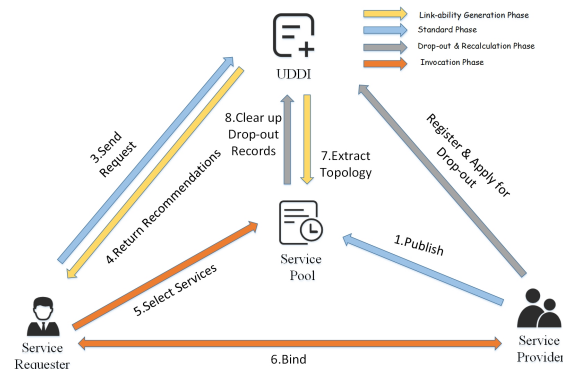 Link-ability Generation Phase
Standard Phase
Drop-out & Recalculation Phase
Invocation Phase
UDDI
3.Send
Request
4.Return Recommendations
8.Clear up
Drop-out
Records
7.Extract
Topology
Register & Apply for
Drop-out
Service
Pool
1.Publish
5.Select Services
Service
Requester
Service
Provider
6.Bind